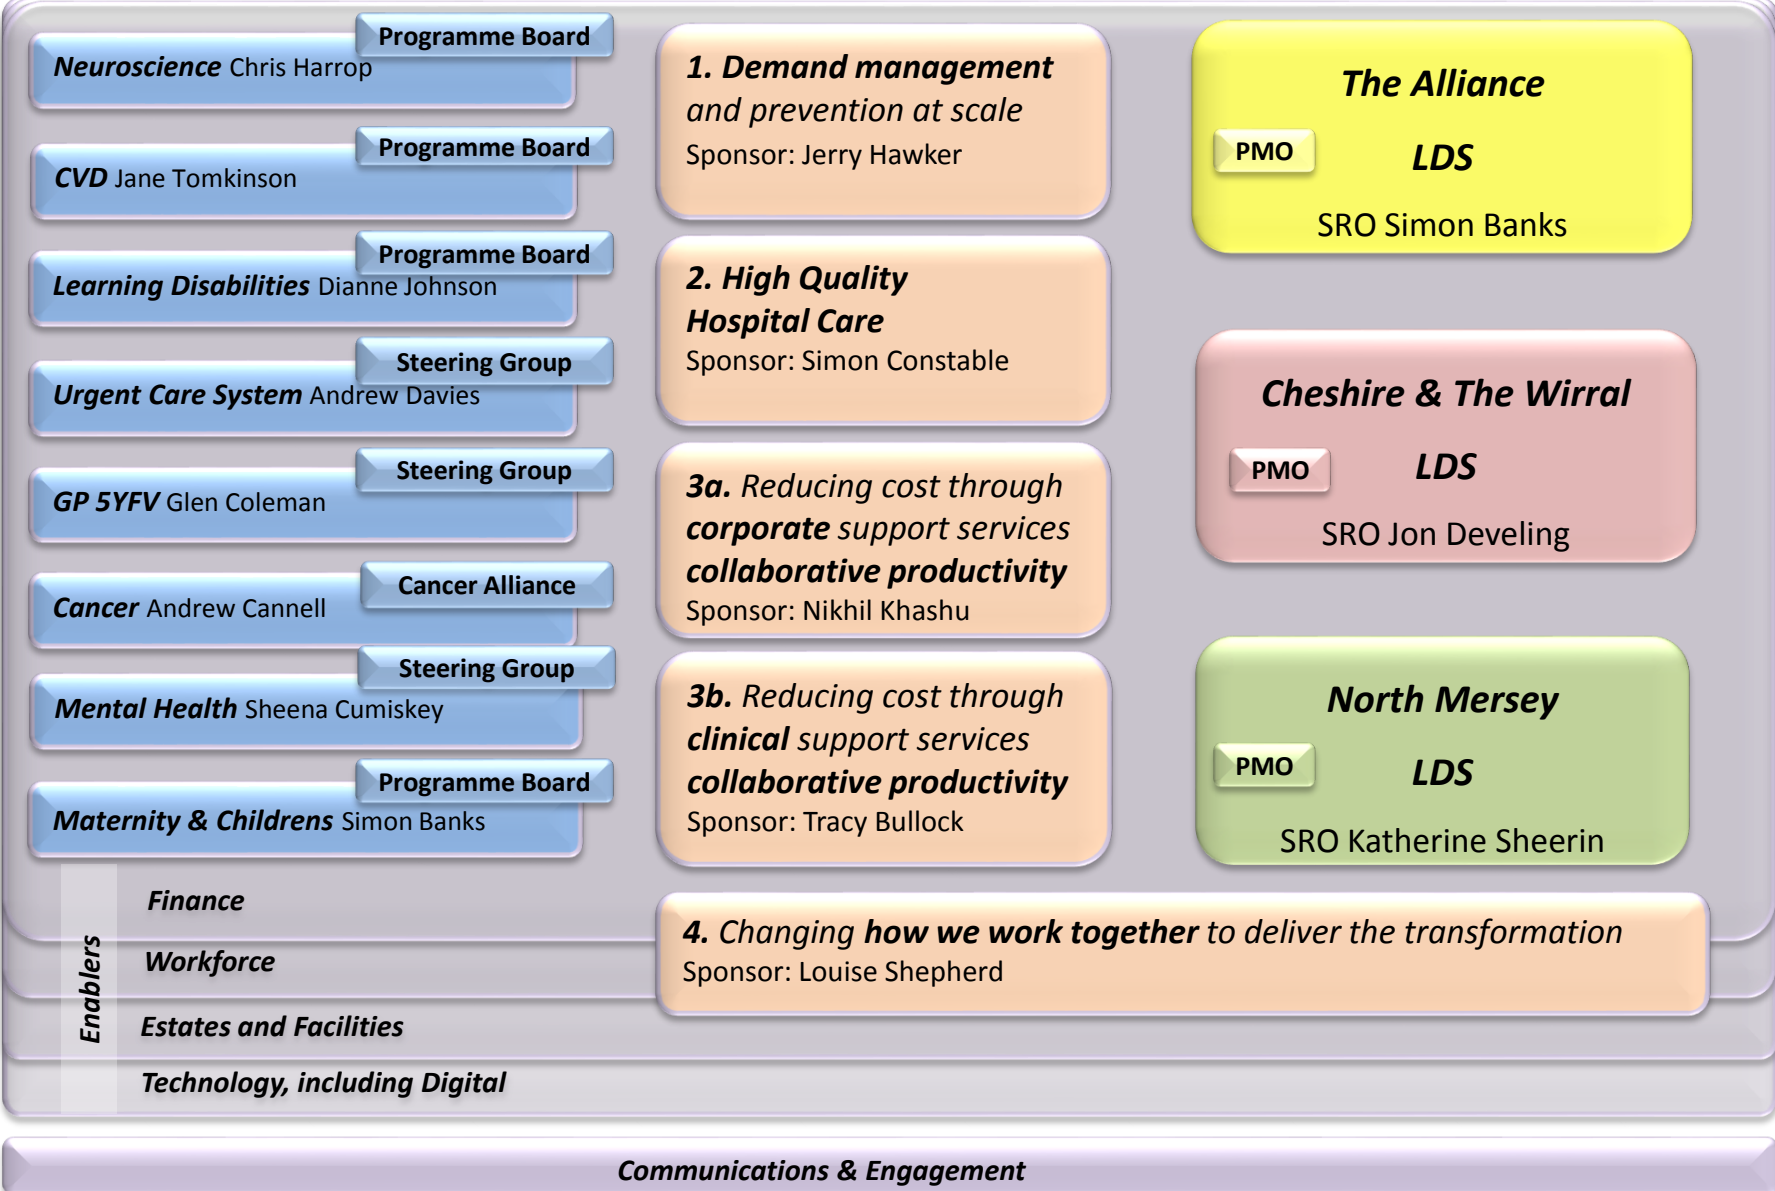 Programme Board
Neuroscience Chris Harrop
Programme Board
CVD Jane Tomkinson
Programme Board
Learning Disabilities Dianne Johnson
Steering Group
Urgent Care System Andrew Davies
Steering Group
GP 5YFV Glen Coleman
Cancer Alliance
Cancer Andrew Cannell
Steering Group
Mental Health Sheena Cumiskey
Programme Board
Maternity & Childrens Simon Banks
1. Demand management
and prevention at scale
Sponsor: Jerry Hawker
2. High Quality
Hospital Care
Sponsor: Simon Constable
3a. Reducing cost through
corporate support services
collaborative productivity
Sponsor: Nikhil Khashu
3b. Reducing cost through
clinical support services
collaborative productivity
Sponsor: Tracy Bullock
The Alliance
PMO
LDS
SRO Simon Banks
Cheshire & The Wirral
PMO
LDS
SRO Jon Develing
North Mersey
PMO
LDS
SRO Katherine Sheerin
4. Changing how we work together to deliver the transformation
Sponsor: Louise Shepherd
Enablers
Finance
Workforce
Estates and Facilities
Technology, including Digital
Communications & Engagement